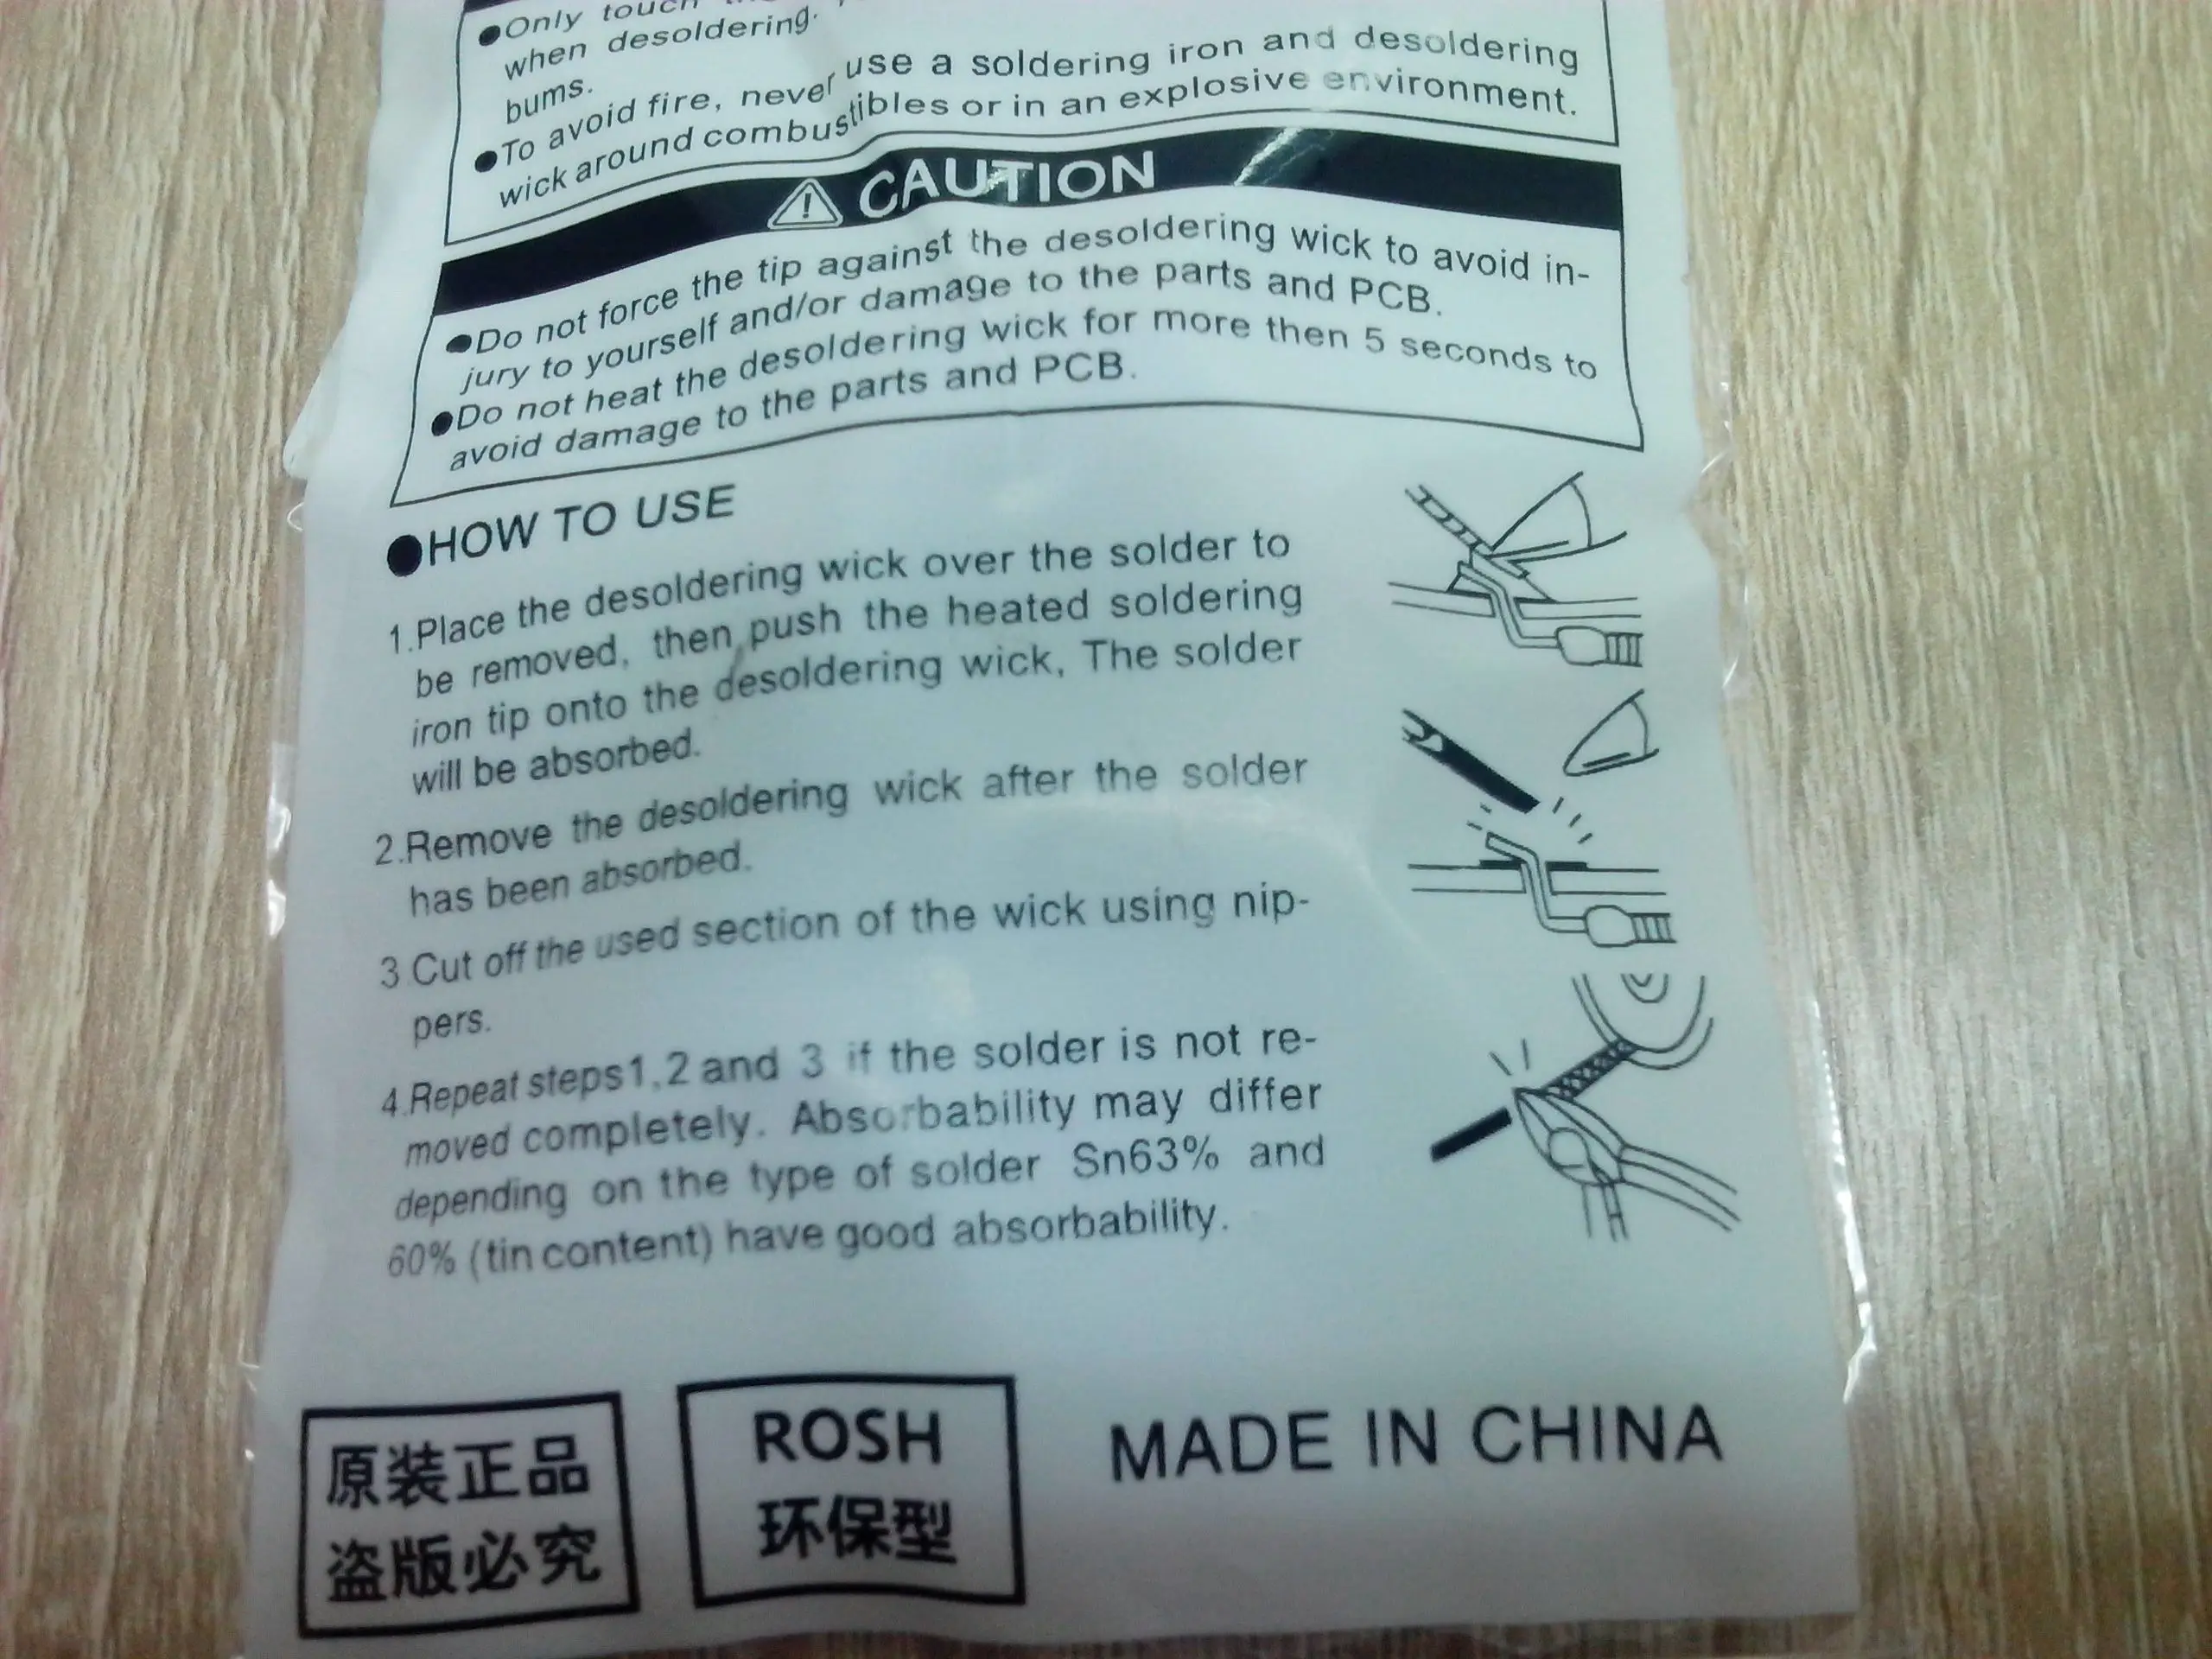 ●Only touch
when desoldering.
bums.
●To avoid fire, never use a soldering iron and desoldering
wick around combustibles or in an explosive environment.
CAUTION
●Do not force the tip against the desoldering wick to avoid in-
jury to yourself and/or damage to the parts and PCB.
●Do not heat the desoldering wick for more then 5 seconds to
avoid damage to the parts and PCB.
●HOW TO USE
1.Place the desoldering wick over the solder to
be removed, then push the heated soldering
iron tip onto the desoldering wick, The solder
will be absorbed.
2.Remove the desoldering wick after the solder
has been absorbed.
3 Cut off the used section of the wick using nip-
pers.
4.Repeat steps1,2 and 3 if the solder is not re-
moved completely. Absorbability may differ
depending on the type of solder Sn63% and
60% (tin content) have good absorbability.
原装正品
盗版必究
ROSH
环保型
MADE IN CHINA